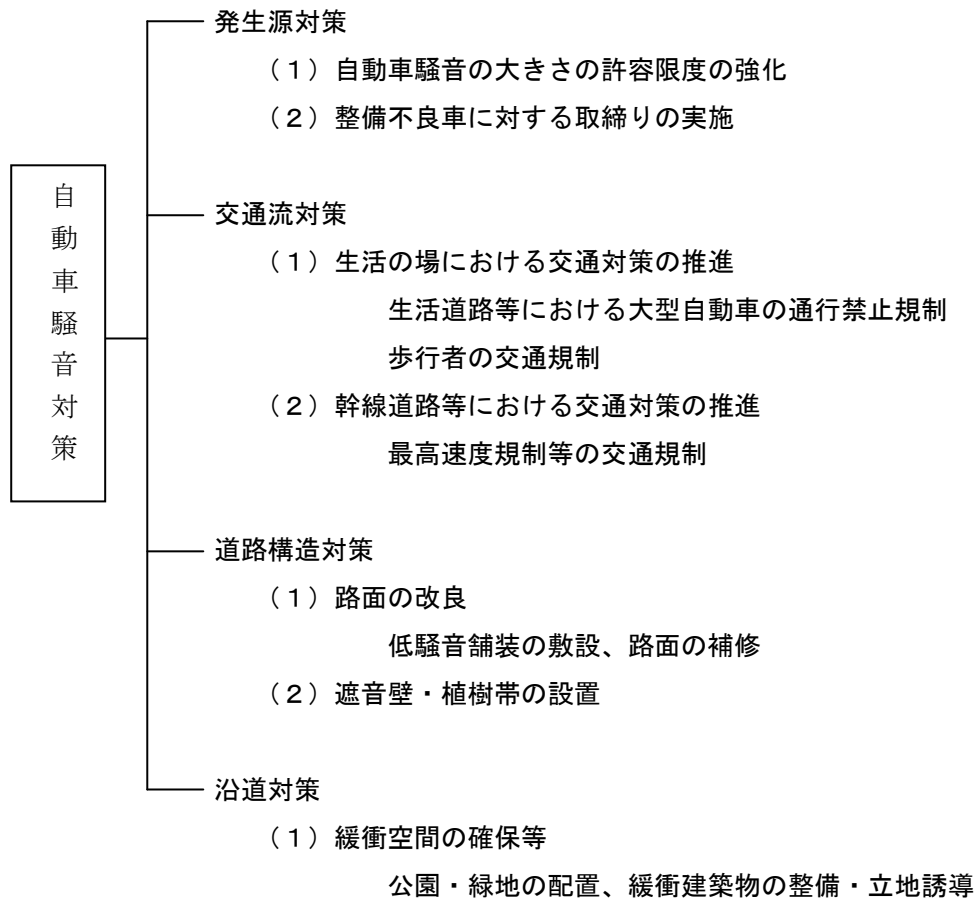 自動車騒音対策
発生源対策
（１）自動車騒音の大きさの許容限度の強化
（２）整備不良車に対する取締りの実施
交通流対策
（１）生活の場における交通対策の推進
生活道路等における大型自動車の通行禁止規制
歩行者の交通規制
（２）幹線道路等における交通対策の推進
最高速度規制等の交通規制
道路構造対策
（１）路面の改良
低騒音舗装の敷設、路面の補修
（２）遮音壁・植樹帯の設置
沿道対策
（１）緩衝空間の確保等
公園・緑地の配置、緩衝建築物の整備・立地誘導